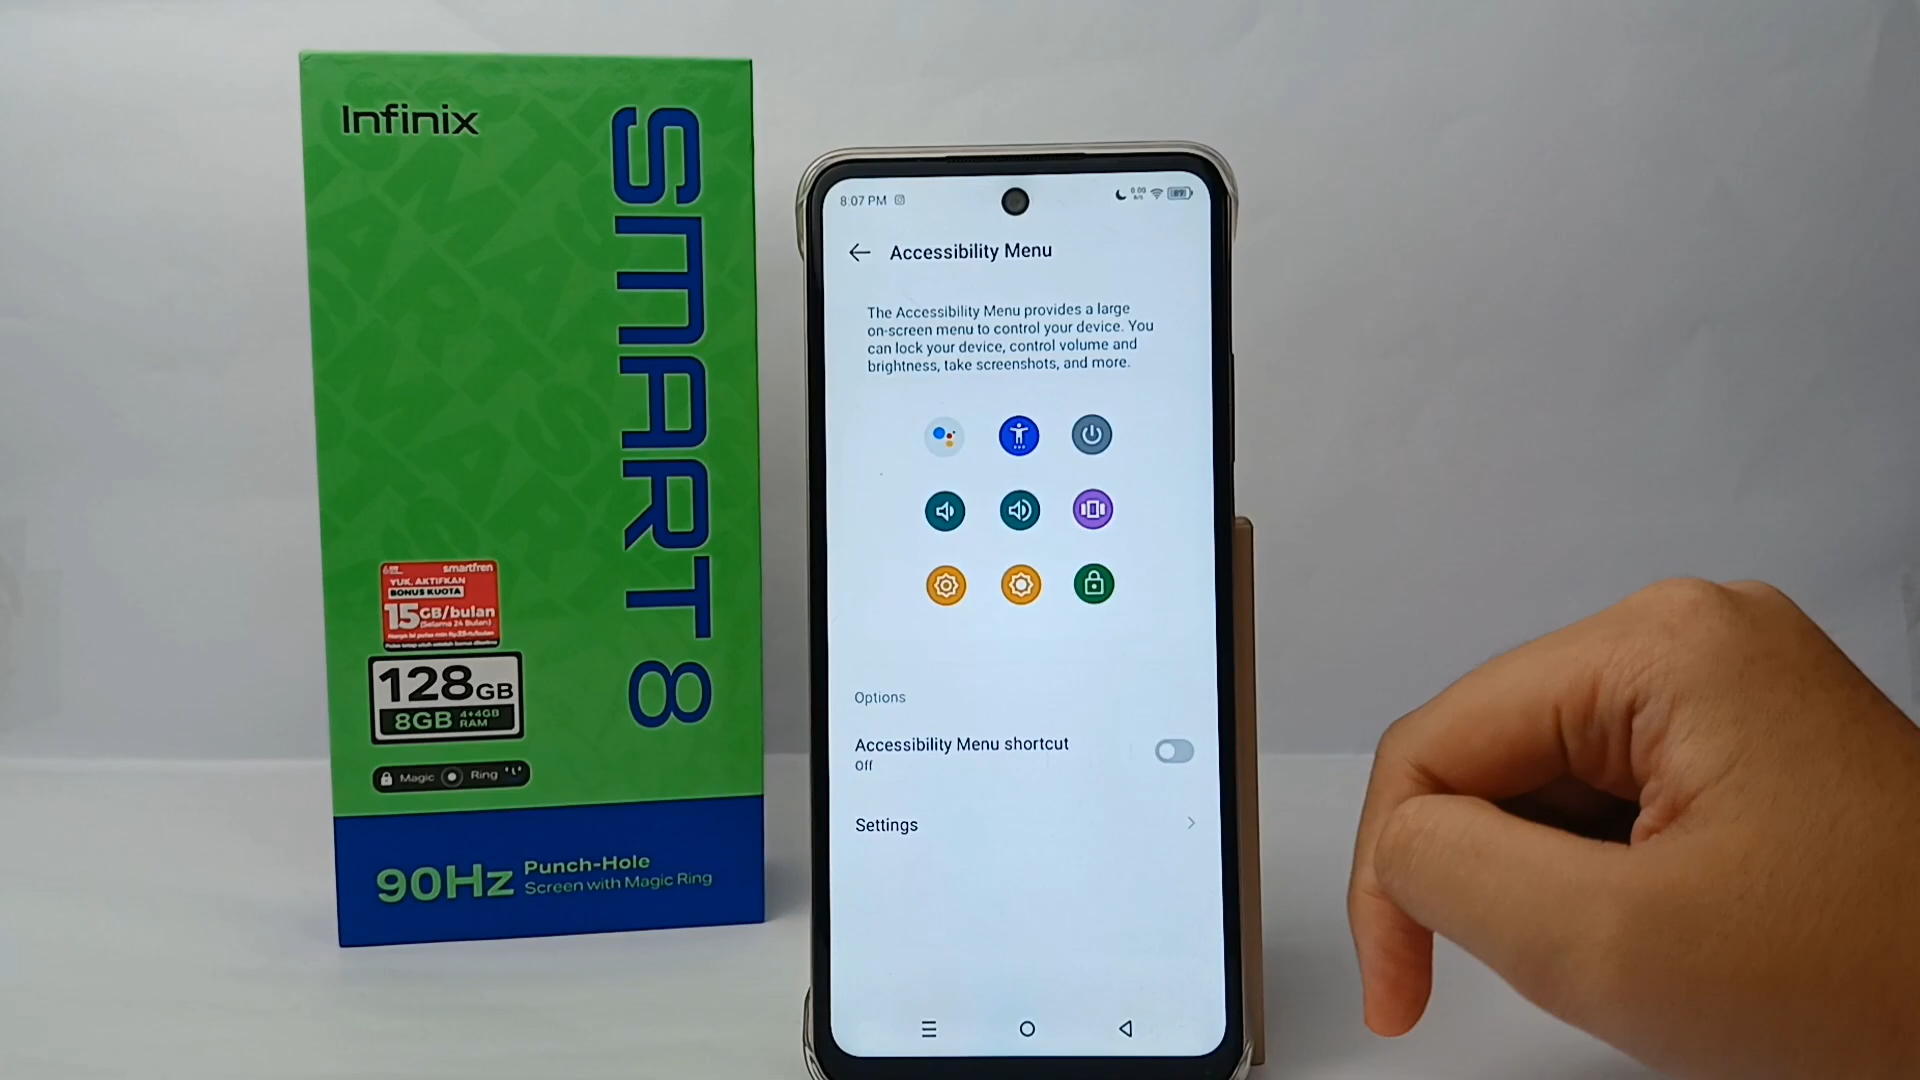 Infinix
SMART 8
smartfren
YUK, AKTIFKAN
BONUS KUOTA
15GB/bulan
(Selama 24 Bulan)
128GB
8GB 4+4GB RAM
Magic Ring
90Hz Punch-Hole
Screen with Magic Ring
8:07 PM
Accessibility Menu
The Accessibility Menu provides a large
on-screen menu to control your device. You
can lock your device, control volume and
brightness, take screenshots, and more.
Options
Accessibility Menu shortcut
Off
Settings